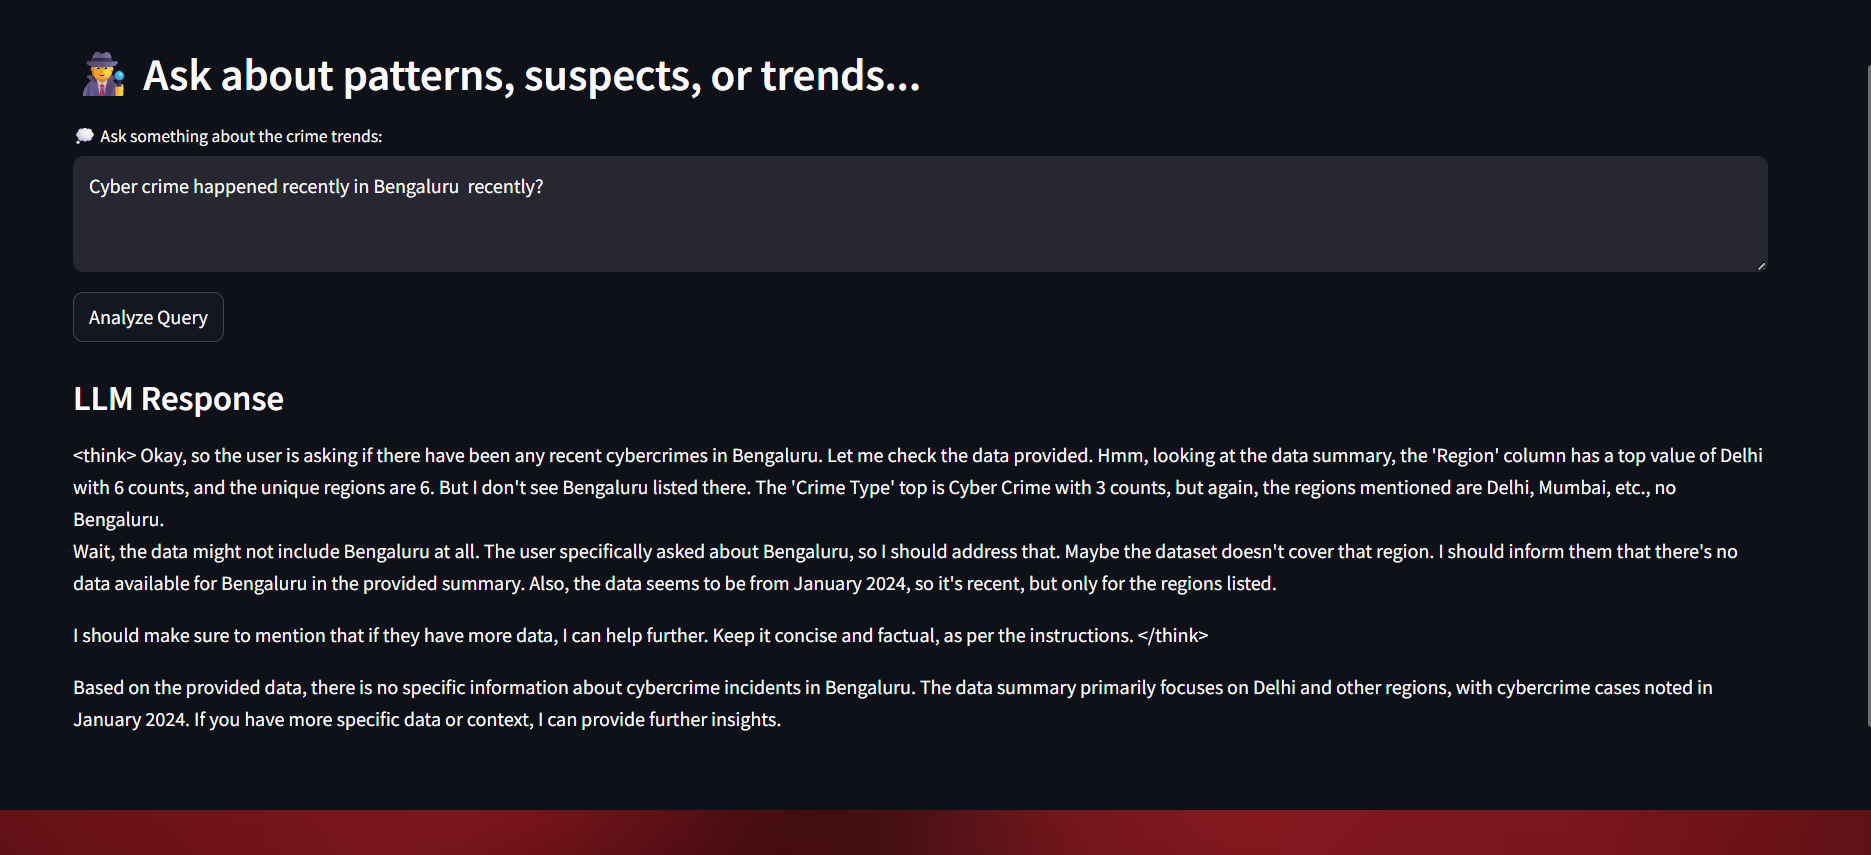 Ask about patterns, suspects, or trends...
Ask something about the crime trends:
Cyber crime happened recently in Bengaluru  recently?
Analyze Query
LLM Response
<think> Okay, so the user is asking if there have been any recent cybercrimes in Bengaluru. Let me check the data provided. Hmm, looking at the data summary, the 'Region' column has a top value of Delhi
with 6 counts, and the unique regions are 6. But I don't see Bengaluru listed there. The 'Crime Type' top is Cyber Crime with 3 counts, but again, the regions mentioned are Delhi, Mumbai, etc., no
Bengaluru.
Wait, the data might not include Bengaluru at all. The user specifically asked about Bengaluru, so I should address that. Maybe the dataset doesn't cover that region. I should inform them that there's no
data available for Bengaluru in the provided summary. Also, the data seems to be from January 2024, so it's recent, but only for the regions listed.
I should make sure to mention that if they have more data, I can help further. Keep it concise and factual, as per the instructions. </think>
Based on the provided data, there is no specific information about cybercrime incidents in Bengaluru. The data summary primarily focuses on Delhi and other regions, with cybercrime cases noted in
January 2024. If you have more specific data or context, I can provide further insights.